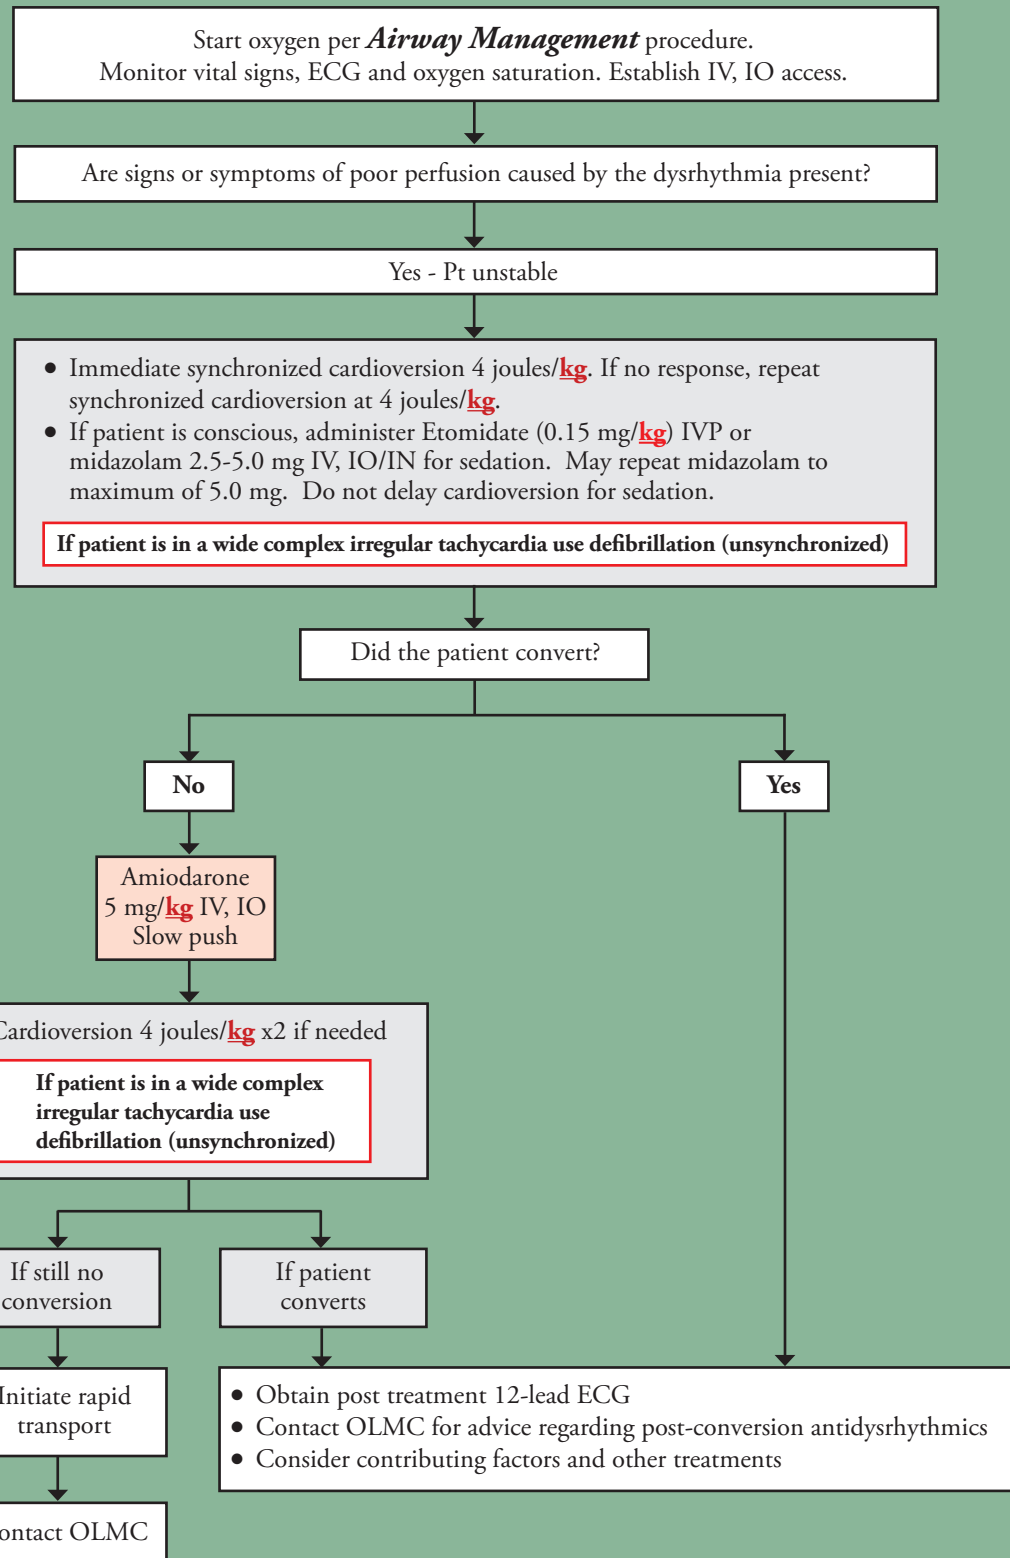 Start oxygen per Airway Management procedure.
Monitor vital signs, ECG and oxygen saturation. Establish IV, IO access.
Are signs or symptoms of poor perfusion caused by the dysrhythmia present?
Yes - Pt unstable
● Immediate synchronized cardioversion 4 joules/kg. If no response, repeat
synchronized cardioversion at 4 joules/kg.
● If patient is conscious, administer Etomidate (0.15 mg/kg) IVP or
midazolam 2.5-5.0 mg IV, IO/IN for sedation.  May repeat midazolam to
maximum of 5.0 mg.  Do not delay cardioversion for sedation.
If patient is in a wide complex irregular tachycardia use defibrillation (unsynchronized)
Did the patient convert?
No
Yes
Amiodarone
5 mg/kg IV, IO
Slow push
Cardioversion 4 joules/kg x2 if needed
If patient is in a wide complex
irregular tachycardia use
defibrillation (unsynchronized)
If still no
conversion
If patient
converts
Initiate rapid
transport
● Obtain post treatment 12-lead ECG
● Contact OLMC for advice regarding post-conversion antidysrhythmics
● Consider contributing factors and other treatments
ontact OLMC